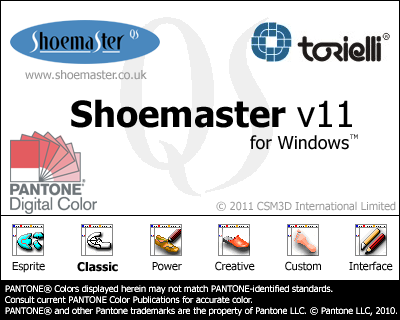 Shoemaster QS
torielli®
www.shoemaster.co.uk
QS
Shoemaster v11
for Windows™
PANTONE®
Digital Color
© 2011 CSM3D International Limited
Esprite Classic Power Creative Custom Interface
PANTONE® Colors displayed herein may not match PANTONE-identified standards.
Consult current PANTONE Color Publications for accurate color.
PANTONE® and other Pantone trademarks are the property of Pantone LLC. © Pantone LLC, 2010.